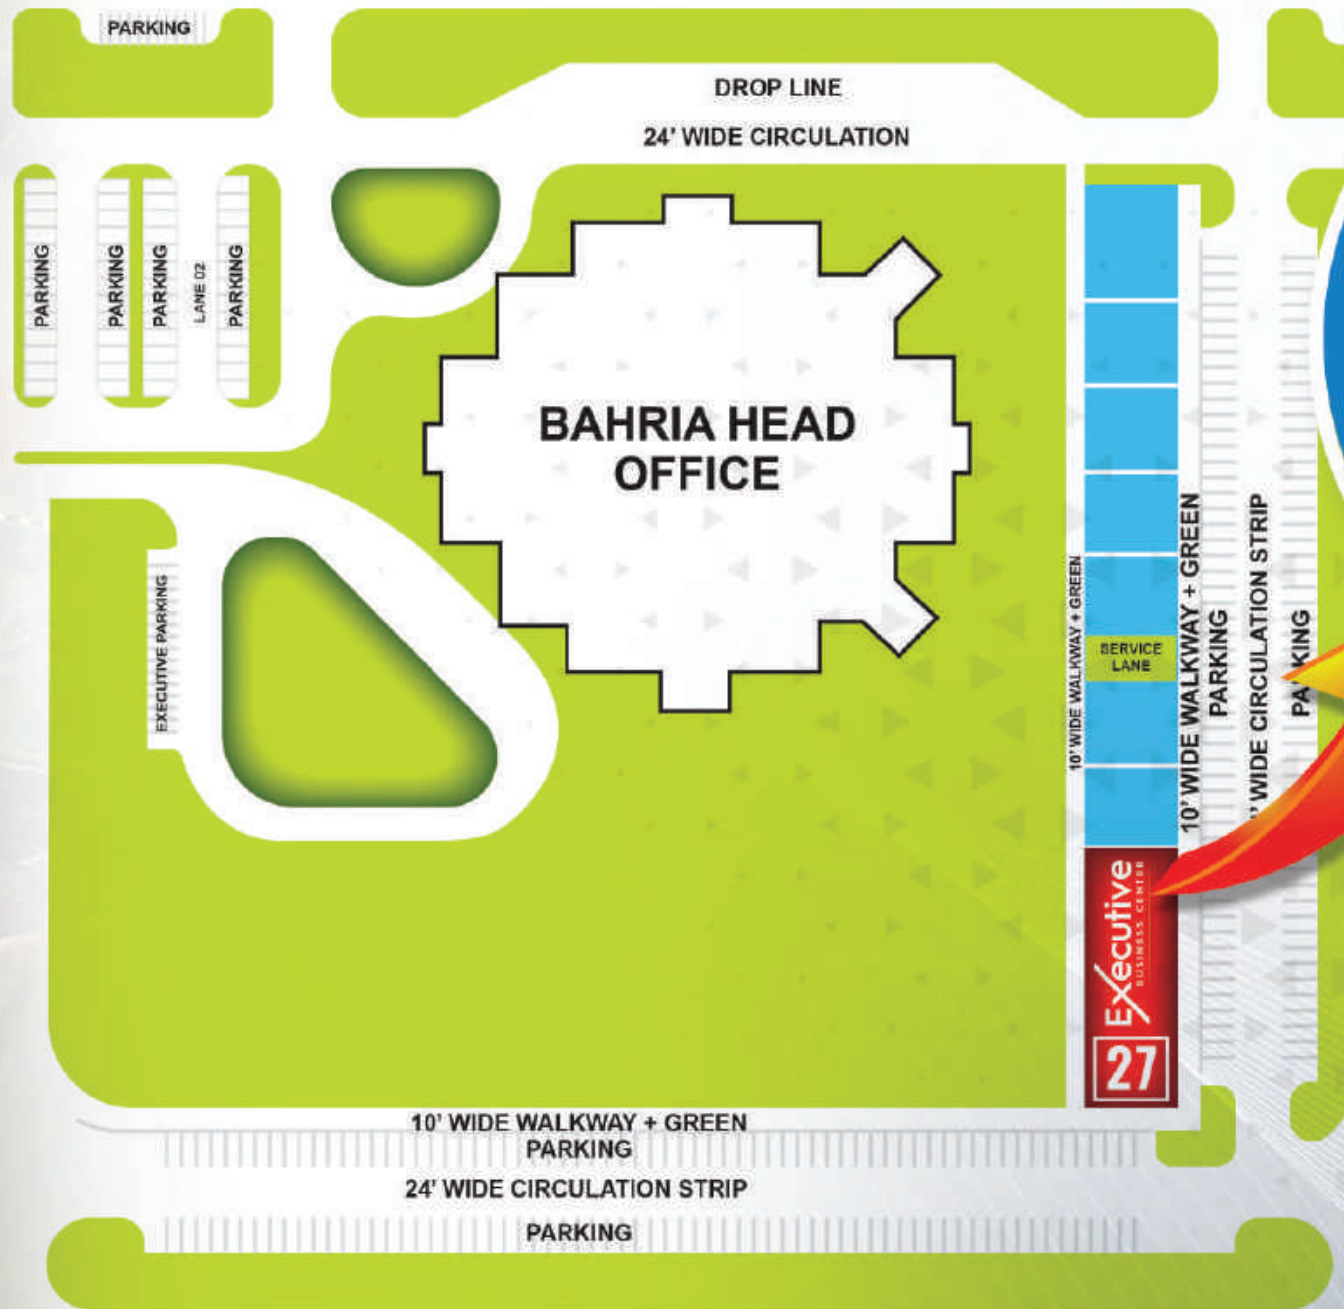 PARKING
DROP LINE
24' WIDE CIRCULATION
PARKING
PARKING
PARKING
LANE 02
PARKING
BAHRIA HEAD
OFFICE
EXECUTIVE PARKING
10' WIDE WALKWAY + GREEN
SERVICE
LANE
10' WIDE WALKWAY + GREEN
PARKING
' WIDE CIRCULATION STRIP
PARKING
Executive
BUSINESS CENTER
27
10' WIDE WALKWAY + GREEN
PARKING
24' WIDE CIRCULATION STRIP
PARKING